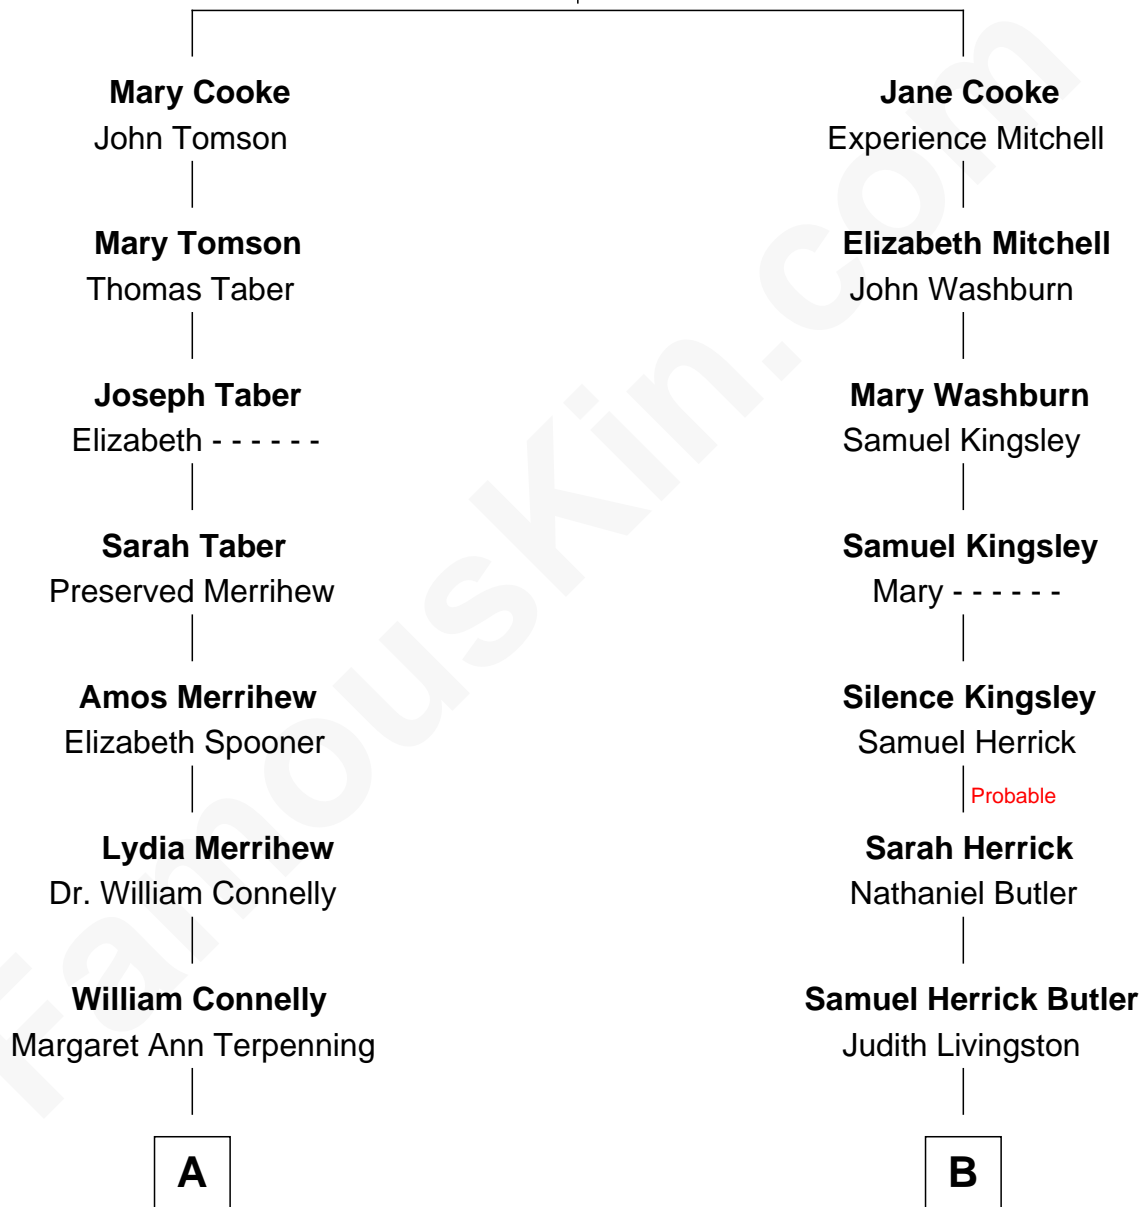 Mary Cooke
John Tomson
Mary Tomson
Thomas Taber
Joseph Taber
Elizabeth - - - - - -
Sarah Taber
Preserved Merrihew
Amos Merrihew
Elizabeth Spooner
Lydia Merrihew
Dr. William Connelly
William Connelly
Margaret Ann Terpenning
A
Jane Cooke
Experience Mitchell
Elizabeth Mitchell
John Washburn
Mary Washburn
Samuel Kingsley
Samuel Kingsley
Mary - - - - - -
Silence Kingsley
Samuel Herrick
Probable
Sarah Herrick
Nathaniel Butler
Samuel Herrick Butler
Judith Livingston
B
FamousKin.com